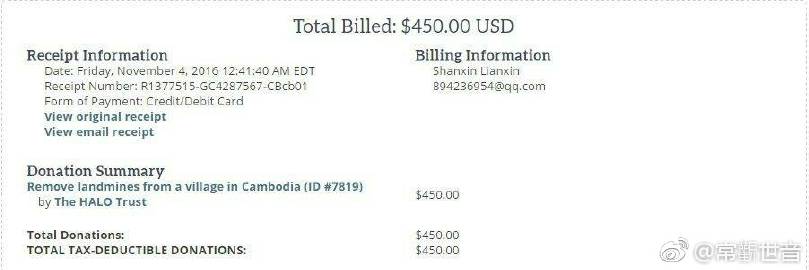 Total Billed: $450.00 USD
Receipt Information
Date: Friday, November 4, 2016 12:41:40 AM EDT
Receipt Number: R1377515-GC4287567-CBcb01
Form of Payment: Credit/Debit Card
View original receipt
View email receipt
Billing Information
Shanxin Lianxin
894236954@qq.com
Donation Summary
Remove landmines from a village in Cambodia (ID #7819) $450.00
by The HALO Trust
Total Donations: $450.00
TOTAL TAX-DEDUCTIBLE DONATIONS: $450.00
@常觀世音